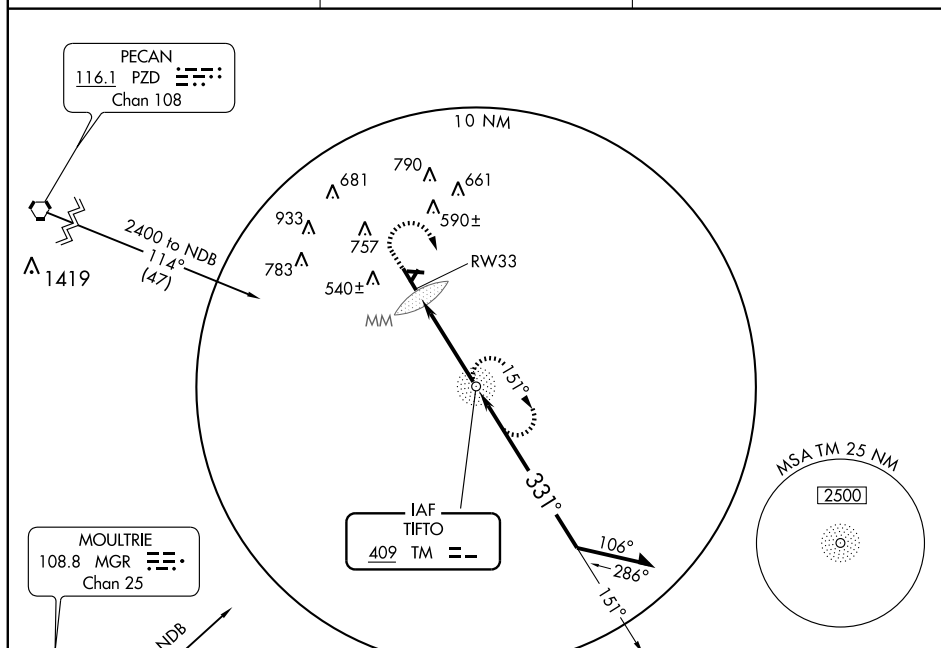 PECAN
116.1 PZD
Chan 108
10 NM
790
681
661
933
590±
757
783
540±
2400 to NDB
114°
(47)
1419
RW33
MM
151°
331°
IAF
TIFTO
409 TM
MSA TM 25 NM
2500
MOULTRIE
108.8 MGR
Chan 25
106°
286°
151°
NDB